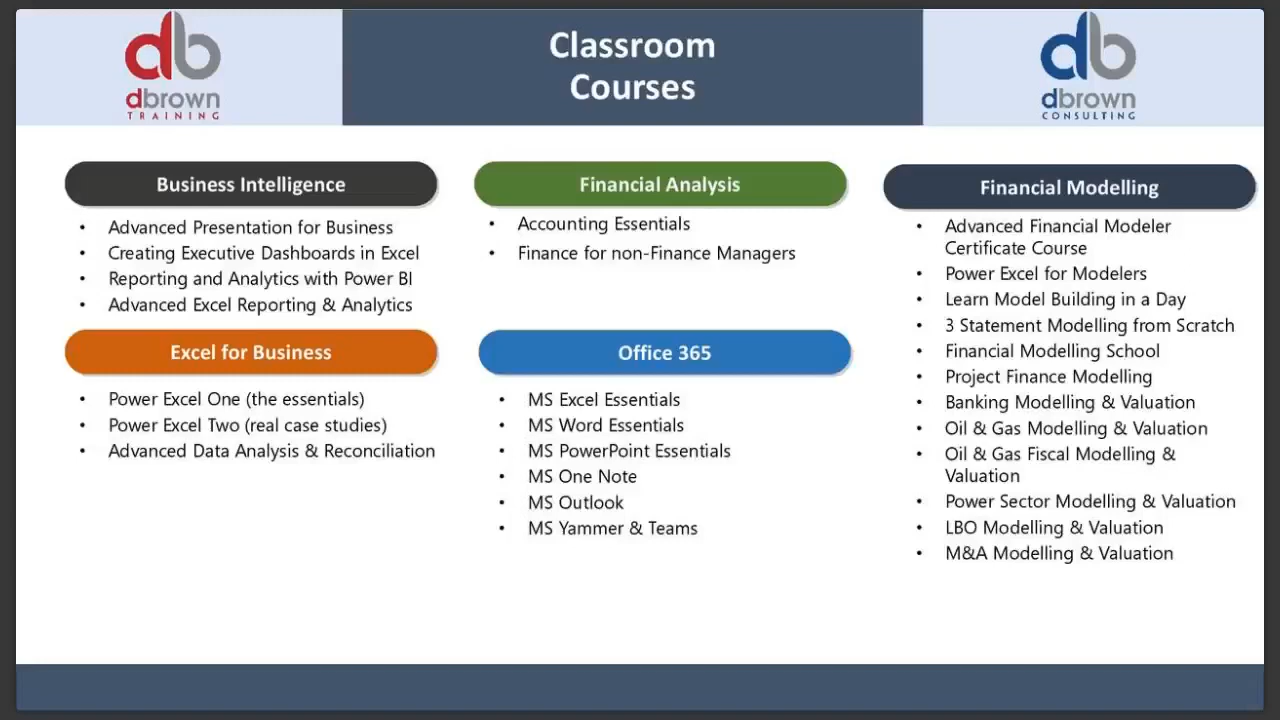 db
dbrown
TRAINING
Classroom
Courses
db
dbrown
CONSULTING
Business Intelligence
• Advanced Presentation for Business
• Creating Executive Dashboards in Excel
• Reporting and Analytics with Power BI
• Advanced Excel Reporting & Analytics
Excel for Business
• Power Excel One (the essentials)
• Power Excel Two (real case studies)
• Advanced Data Analysis & Reconciliation
Financial Analysis
• Accounting Essentials
• Finance for non-Finance Managers
Office 365
• MS Excel Essentials
• MS Word Essentials
• MS PowerPoint Essentials
• MS One Note
• MS Outlook
• MS Yammer & Teams
Financial Modelling
• Advanced Financial Modeler
Certificate Course
• Power Excel for Modelers
• Learn Model Building in a Day
• 3 Statement Modelling from Scratch
• Financial Modelling School
• Project Finance Modelling
• Banking Modelling & Valuation
• Oil & Gas Modelling & Valuation
• Oil & Gas Fiscal Modelling &
Valuation
• Power Sector Modelling & Valuation
• LBO Modelling & Valuation
• M&A Modelling & Valuation